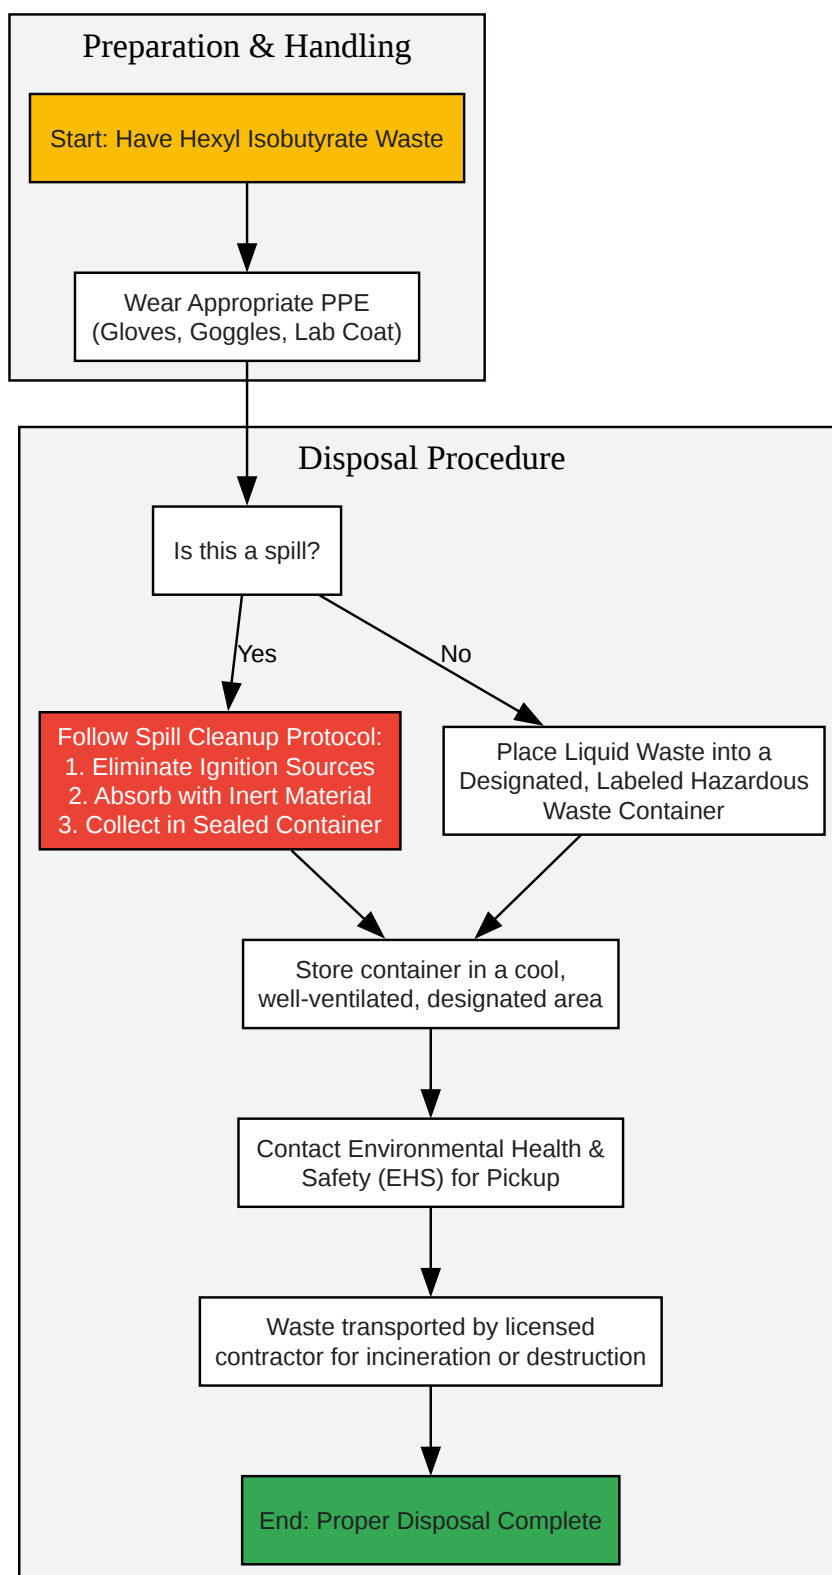 Preparation & Handling
Start: Have Hexyl Isobutyrate Waste
Wear Appropriate PPE
(Gloves, Goggles, Lab Coat)
Disposal Procedure
Is this a spill?
Yes
No
Follow Spill Cleanup Protocol:
1. Eliminate Ignition Sources
2. Absorb with Inert Material
3. Collect in Sealed Container
Place Liquid Waste into a
Designated, Labeled Hazardous
Waste Container
Store container in a cool,
well-ventilated, designated area
Contact Environmental Health &
Safety (EHS) for Pickup
Waste transported by licensed
contractor for incineration or destruction
End: Proper Disposal Complete